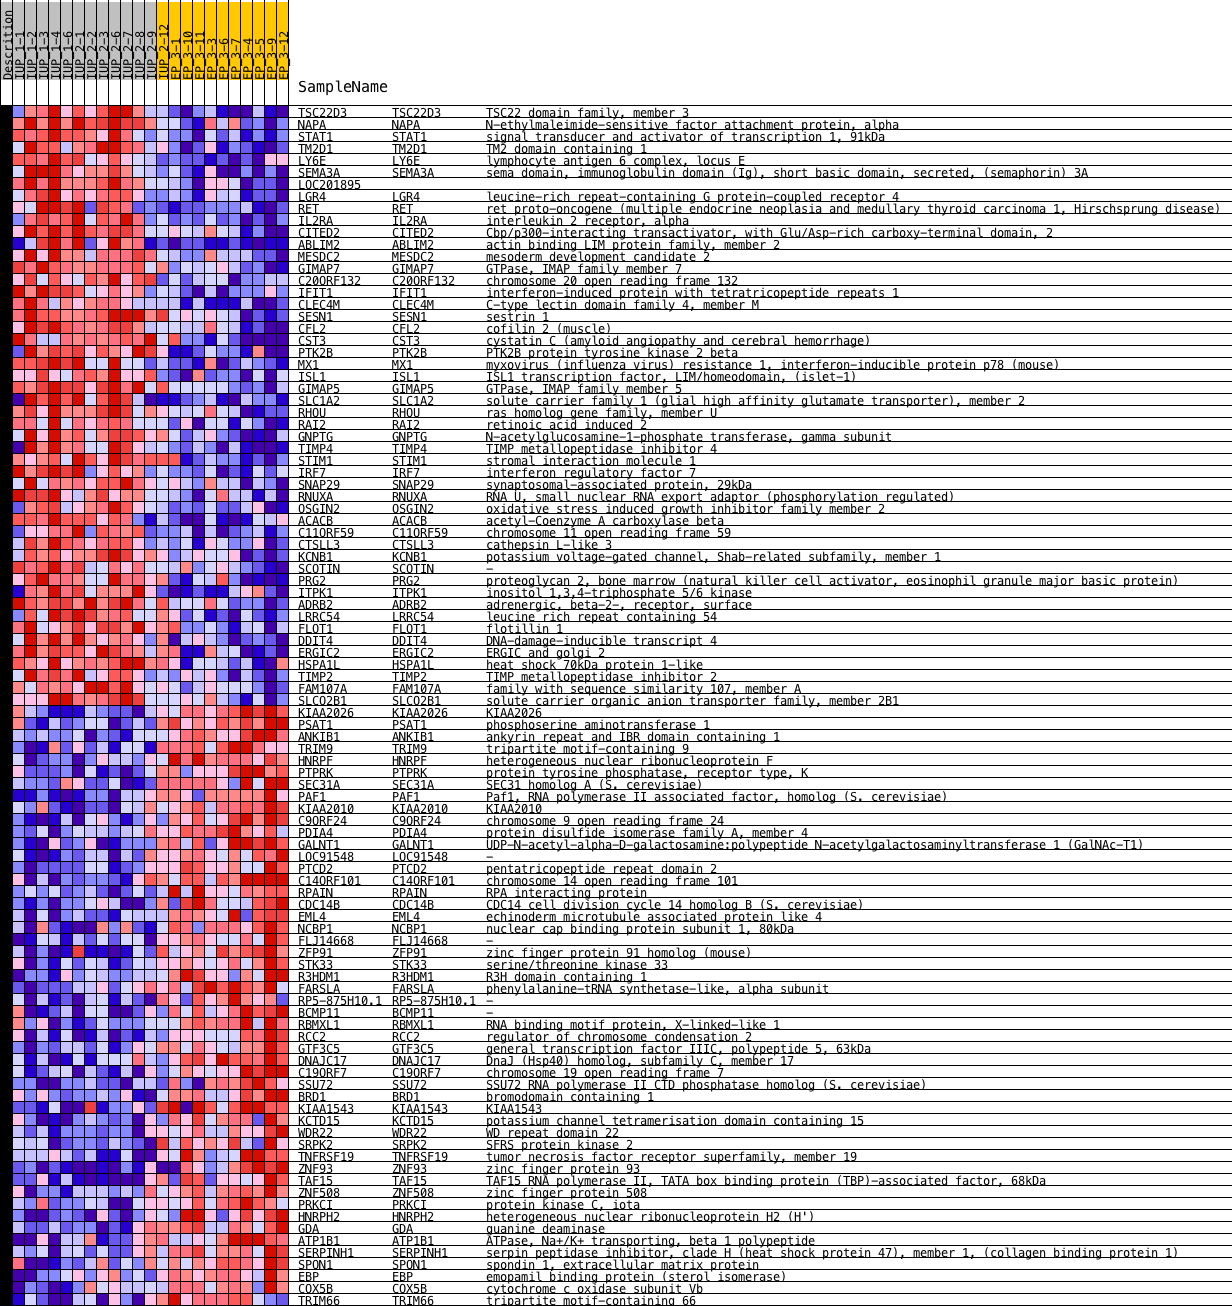 Descrition
IUP_1-1
IUP_1-2
IUP_1-3
IUP_1-4
IUP_1-6
IUP_2-1
IUP_2-2
IUP_2-3
IUP_2-6
IUP_2-7
IUP_2-8
IUP_2-9
IUP_2-12
EP_3-1
EP_3-10
EP_3-11
EP_3-3
EP_3-6
EP_3-7
EP_3-4
EP_3-5
EP_3-9
EP_3-12
SampleName
TSC22D3 TSC22D3 TSC22 domain family, member 3
NAPA NAPA N-ethylmaleimide-sensitive factor attachment protein, alpha
STAT1 STAT1 signal transducer and activator of transcription 1, 91kDa
TM2D1 TM2D1 TM2 domain containing 1
LY6E LY6E lymphocyte antigen 6 complex, locus E
SEMA3A SEMA3A sema domain, immunoglobulin domain (Ig), short basic domain, secreted, (semaphorin) 3A
LOC201895
LGR4 LGR4 leucine-rich repeat-containing G protein-coupled receptor 4
RET RET ret proto-oncogene (multiple endocrine neoplasia and medullary thyroid carcinoma 1, Hirschsprung disease)
IL2RA IL2RA interleukin 2 receptor, alpha
CITED2 CITED2 Cbp/p300-interacting transactivator, with Glu/Asp-rich carboxy-terminal domain, 2
ABLIM2 ABLIM2 actin binding LIM protein family, member 2
MESDC2 MESDC2 mesoderm development candidate 2
GIMAP7 GIMAP7 GTPase, IMAP family member 7
C20ORF132 C20ORF132 chromosome 20 open reading frame 132
IFIT1 IFIT1 interferon-induced protein with tetratricopeptide repeats 1
CLEC4M CLEC4M C-type lectin domain family 4, member M
SESN1 SESN1 sestrin 1
CFL2 CFL2 cofilin 2 (muscle)
CST3 CST3 cystatin C (amyloid angiopathy and cerebral hemorrhage)
PTK2B PTK2B PTK2B protein tyrosine kinase 2 beta
MX1 MX1 myxovirus (influenza virus) resistance 1, interferon-inducible protein p78 (mouse)
ISL1 ISL1 ISL1 transcription factor, LIM/homeodomain, (islet-1)
GIMAP5 GIMAP5 GTPase, IMAP family member 5
SLC1A2 SLC1A2 solute carrier family 1 (glial high affinity glutamate transporter), member 2
RHOU RHOU ras homolog gene family, member U
RAI2 RAI2 retinoic acid induced 2
GNPTG GNPTG N-acetylglucosamine-1-phosphate transferase, gamma subunit
TIMP4 TIMP4 TIMP metallopeptidase inhibitor 4
STIM1 STIM1 stromal interaction molecule 1
IRF7 IRF7 interferon regulatory factor 7
SNAP29 SNAP29 synaptosomal-associated protein, 29kDa
RNUXA RNUXA RNA U, small nuclear RNA export adaptor (phosphorylation regulated)
OSGIN2 OSGIN2 oxidative stress induced growth inhibitor family member 2
ACACB ACACB acetyl-Coenzyme A carboxylase beta
C11ORF59 C11ORF59 chromosome 11 open reading frame 59
CTSLL3 CTSLL3 cathepsin L-like 3
KCNB1 KCNB1 potassium voltage-gated channel, Shab-related subfamily, member 1
SCOTIN SCOTIN -
PRG2 PRG2 proteoglycan 2, bone marrow (natural killer cell activator, eosinophil granule major basic protein)
ITPK1 ITPK1 inositol 1,3,4-triphosphate 5/6 kinase
ADRB2 ADRB2 adrenergic, beta-2-, receptor, surface
LRRC54 LRRC54 leucine rich repeat containing 54
FLOT1 FLOT1 flotillin 1
DDIT4 DDIT4 DNA-damage-inducible transcript 4
ERGIC2 ERGIC2 ERGIC and golgi 2
HSPA1L HSPA1L heat shock 70kDa protein 1-like
TIMP2 TIMP2 TIMP metallopeptidase inhibitor 2
FAM107A FAM107A family with sequence similarity 107, member A
SLCO2B1 SLCO2B1 solute carrier organic anion transporter family, member 2B1
KIAA2026 KIAA2026 KIAA2026
PSAT1 PSAT1 phosphoserine aminotransferase 1
ANKIB1 ANKIB1 ankyrin repeat and IBR domain containing 1
TRIM9 TRIM9 tripartite motif-containing 9
HNRPF HNRPF heterogeneous nuclear ribonucleoprotein F
PTPRK PTPRK protein tyrosine phosphatase, receptor type, K
SEC31A SEC31A SEC31 homolog A (S. cerevisiae)
PAF1 PAF1 Paf1, RNA polymerase II associated factor, homolog (S. cerevisiae)
KIAA2010 KIAA2010 KIAA2010
C9ORF24 C9ORF24 chromosome 9 open reading frame 24
PDIA4 PDIA4 protein disulfide isomerase family A, member 4
GALNT1 GALNT1 UDP-N-acetyl-alpha-D-galactosamine:polypeptide N-acetylgalactosaminyltransferase 1 (GalNAc-T1)
LOC91548 LOC91548 -
PTCD2 PTCD2 pentatricopeptide repeat domain 2
C14ORF101 C14ORF101 chromosome 14 open reading frame 101
RPAIN RPAIN RPA interacting protein
CDC14B CDC14B CDC14 cell division cycle 14 homolog B (S. cerevisiae)
EML4 EML4 echinoderm microtubule associated protein like 4
NCBP1 NCBP1 nuclear cap binding protein subunit 1, 80kDa
FLJ14668 FLJ14668 -
ZFP91 ZFP91 zinc finger protein 91 homolog (mouse)
STK33 STK33 serine/threonine kinase 33
R3HDM1 R3HDM1 R3H domain containing 1
FARSLA FARSLA phenylalanine-tRNA synthetase-like, alpha subunit
RP5-875H10.1 RP5-875H10.1 -
BCMP11 BCMP11 -
RBMXL1 RBMXL1 RNA binding motif protein, X-linked-like 1
RCC2 RCC2 regulator of chromosome condensation 2
GTF3C5 GTF3C5 general transcription factor IIIC, polypeptide 5, 63kDa
DNAJC17 DNAJC17 DnaJ (Hsp40) homolog, subfamily C, member 17
C19ORF7 C19ORF7 chromosome 19 open reading frame 7
SSU72 SSU72 SSU72 RNA polymerase II CTD phosphatase homolog (S. cerevisiae)
BRD1 BRD1 bromodomain containing 1
KIAA1543 KIAA1543 KIAA1543
KCTD15 KCTD15 potassium channel tetramerisation domain containing 15
WDR22 WDR22 WD repeat domain 22
SRPK2 SRPK2 SFRS protein kinase 2
TNFRSF19 TNFRSF19 tumor necrosis factor receptor superfamily, member 19
ZNF93 ZNF93 zinc finger protein 93
TAF15 TAF15 TAF15 RNA polymerase II, TATA box binding protein (TBP)-associated factor, 68kDa
ZNF508 ZNF508 zinc finger protein 508
PRKCI PRKCI protein kinase C, iota
HNRPH2 HNRPH2 heterogeneous nuclear ribonucleoprotein H2 (H')
GDA GDA guanine deaminase
ATP1B1 ATP1B1 ATPase, Na+/K+ transporting, beta 1 polypeptide
SERPINH1 SERPINH1 serpin peptidase inhibitor, clade H (heat shock protein 47), member 1, (collagen binding protein 1)
SPON1 SPON1 spondin 1, extracellular matrix protein
EBP EBP emopamil binding protein (sterol isomerase)
COX5B COX5B cytochrome c oxidase subunit Vb
TRIM66 TRIM66 tripartite motif-containing 66